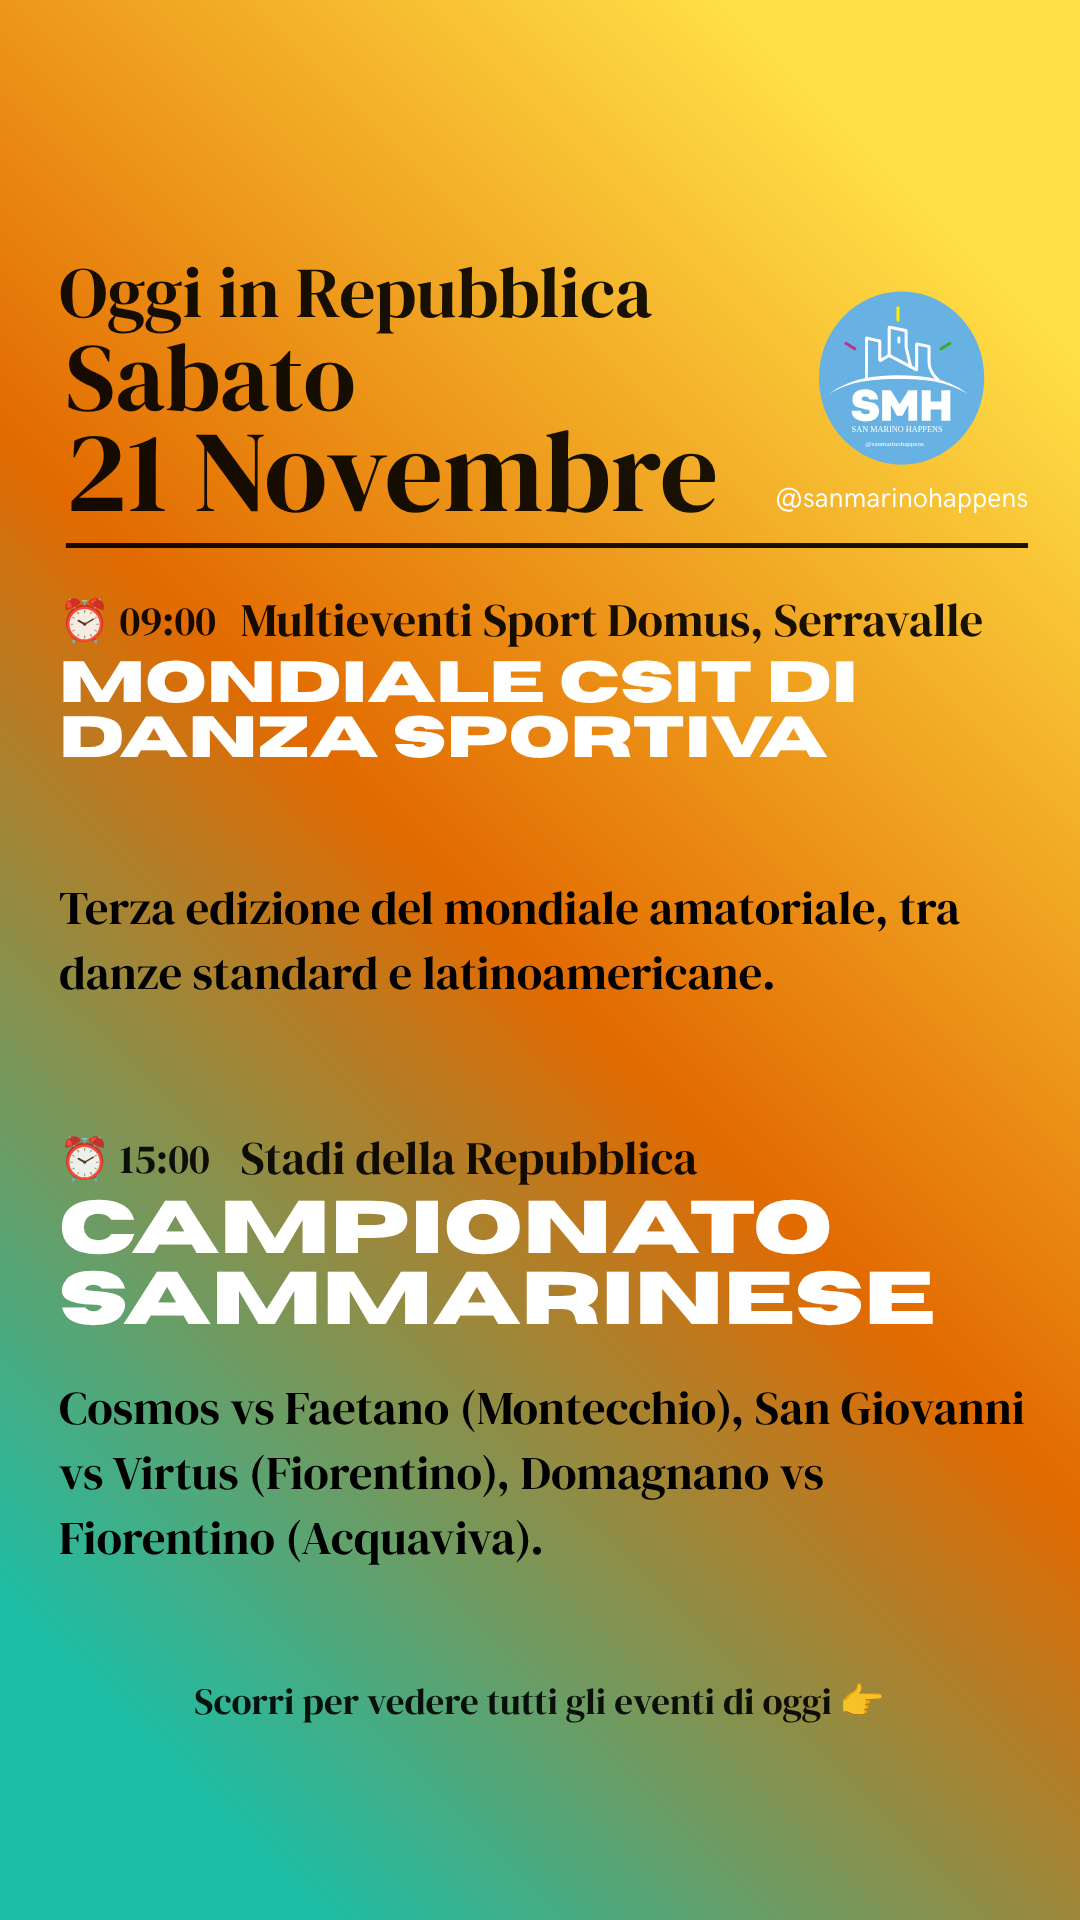 Oggi in Repubblica
Sabato
21 Novembre
SMH
SAN MARINO HAPPENS
@sanmarinohappens
@sanmarinohappens
⏰ 09:00 Multieventi Sport Domus, Serravalle
MONDIALE CSIT DI
DANZA SPORTIVA
Terza edizione del mondiale amatoriale, tra
danze standard e latinoamericane.
⏰ 15:00 Stadi della Repubblica
CAMPIONATO
SAMMARINESE
Cosmos vs Faetano (Montecchio), San Giovanni
vs Virtus (Fiorentino), Domagnano vs
Fiorentino (Acquaviva).
Scorri per vedere tutti gli eventi di oggi 👉